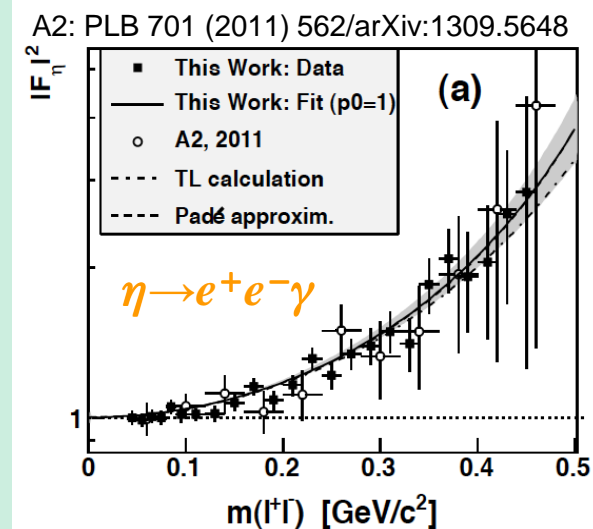 A2: PLB 701 (2011) 562/arXiv:1309.5648
|Fη|²
This Work: Data
This Work: Fit (p0=1)
A2, 2011
TL calculation
Padé approxim.
(a)
η→e⁺e⁻γ
1
0 0.1 0.2 0.3 0.4 0.5
m(l⁺l⁻) [GeV/c²]